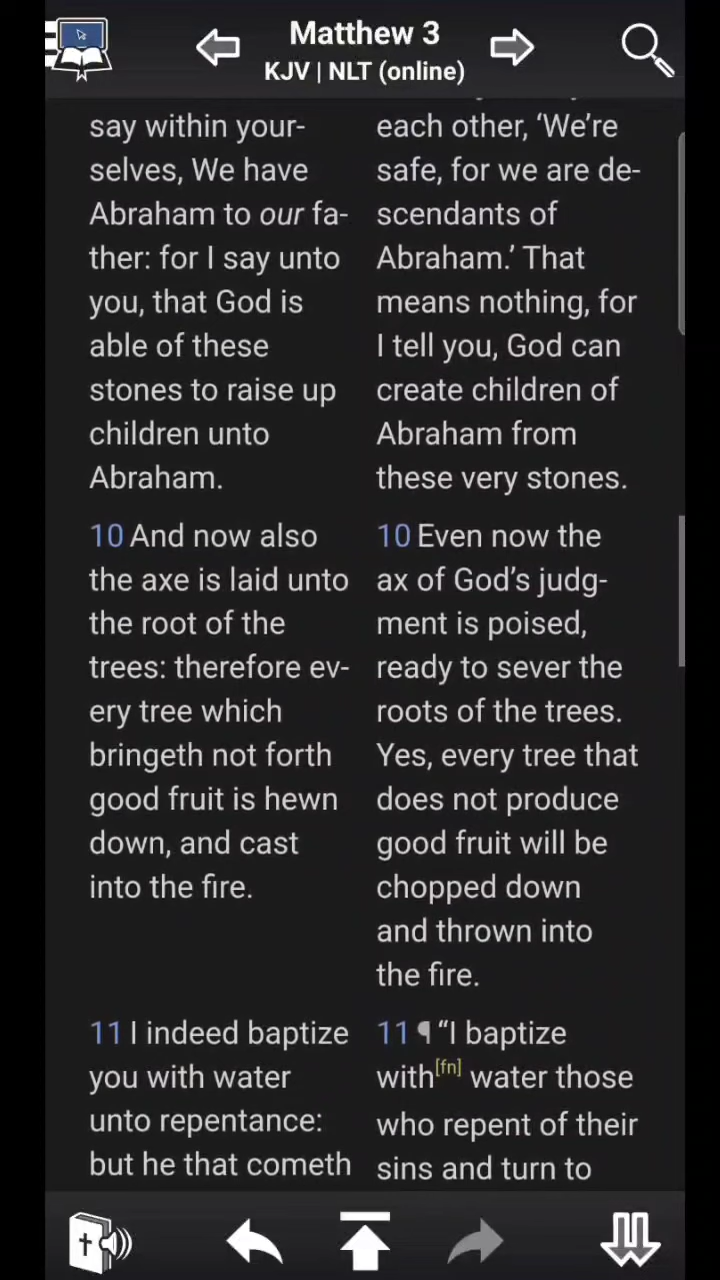 Matthew 3
KJV | NLT (online)
say within your-
selves, We have
Abraham to our fa-
ther: for I say unto
you, that God is
able of these
stones to raise up
children unto
Abraham.
10 And now also
the axe is laid unto
the root of the
trees: therefore ev-
ery tree which
bringeth not forth
good fruit is hewn
down, and cast
into the fire.
11 I indeed baptize
you with water
unto repentance:
but he that cometh
each other, ‘We’re
safe, for we are de-
scendants of
Abraham.’ That
means nothing, for
I tell you, God can
create children of
Abraham from
these very stones.
10 Even now the
ax of God’s judg-
ment is poised,
ready to sever the
roots of the trees.
Yes, every tree that
does not produce
good fruit will be
chopped down
and thrown into
the fire.
11 ¶ “I baptize
with[fn] water those
who repent of their
sins and turn to